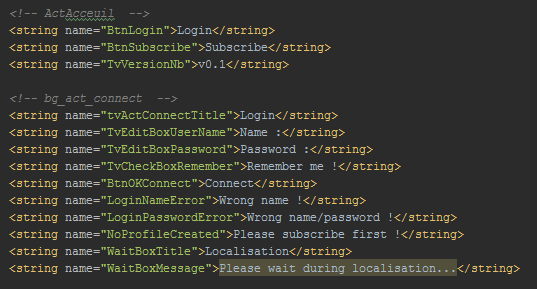 <!-- ActAcceuil  -->
<string name="BtnLogin">Login</string>
<string name="BtnSubscribe">Subscribe</string>
<string name="TvVersionNb">v0.1</string>
<!-- bg_act_connect  -->
<string name="tvActConnectTitle">Login</string>
<string name="TvEditBoxUserName">Name :</string>
<string name="TvEditBoxPassword">Password :</string>
<string name="TvCheckBoxRemember">Remember me !</string>
<string name="BtnOKConnect">Connect</string>
<string name="LoginNameError">Wrong name !</string>
<string name="LoginPasswordError">Wrong name/password !</string>
<string name="NoProfileCreated">Please subscribe first !</string>
<string name="WaitBoxTitle">Localisation</string>
<string name="WaitBoxMessage">Please wait during localisation...</string>